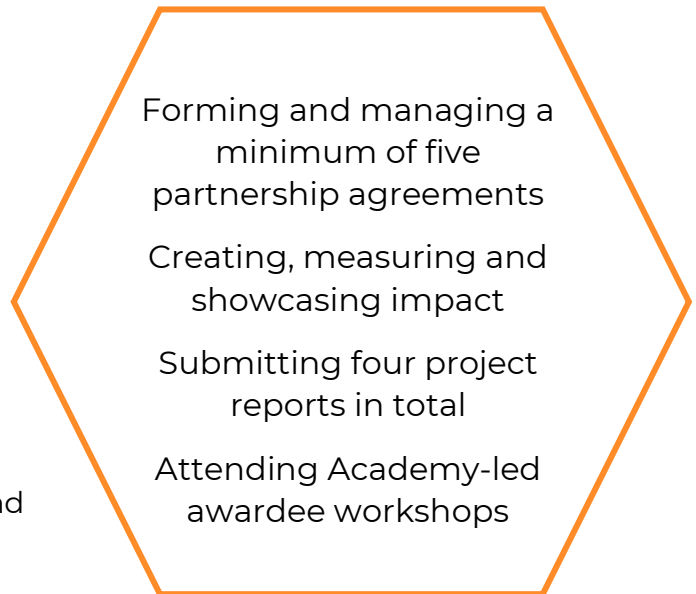 Forming and managing a
minimum of five
partnership agreements
Creating, measuring and
showcasing impact
Submitting four project
reports in total
Attending Academy-led
awardee workshops